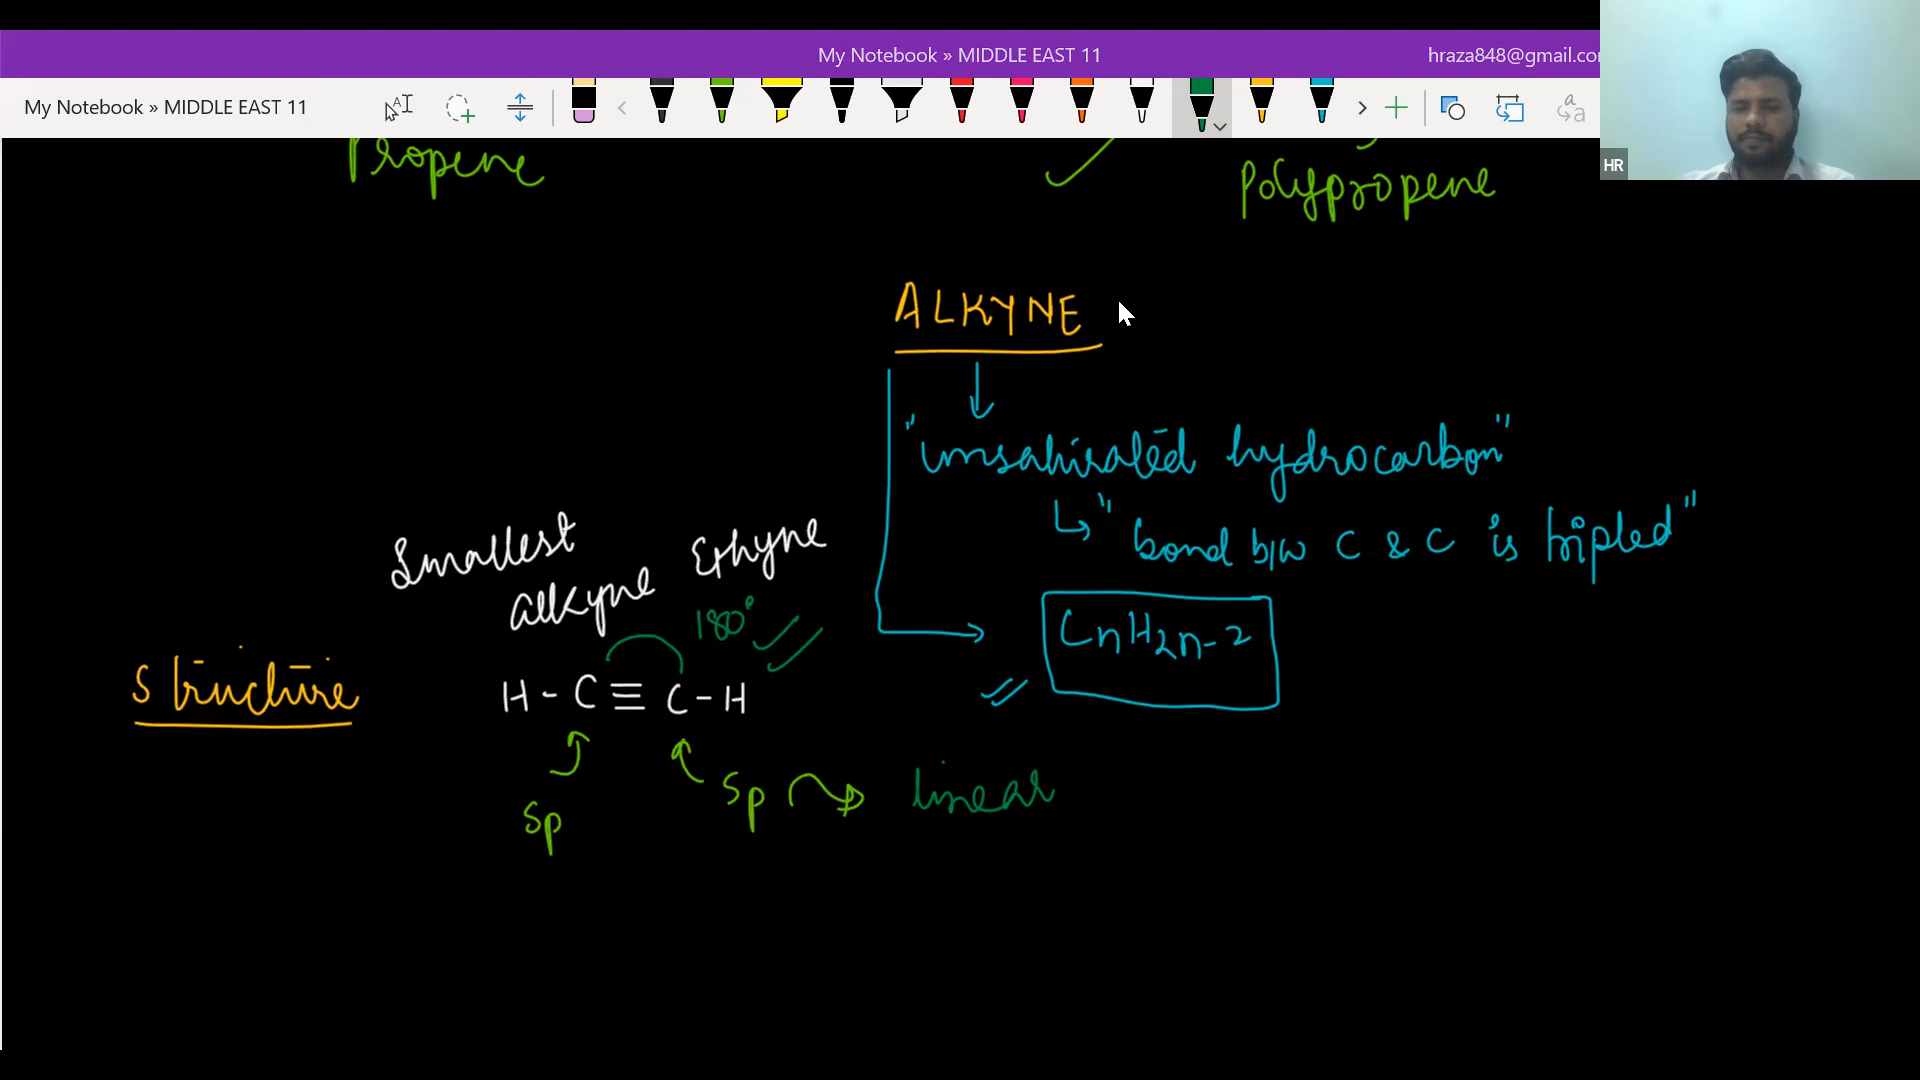 My Notebook » MIDDLE EAST 11
hraza848@gmail.co
My Notebook » MIDDLE EAST 11
HR
Propene
Polypropene
ALKYNE
"unsaturated hydrocarbon"
"bond b/w C & C is tripled"
CnH2n-2
Smallest alkyne
Ethyne
180°
Structure
H-C≡C-H
sp
sp
linear